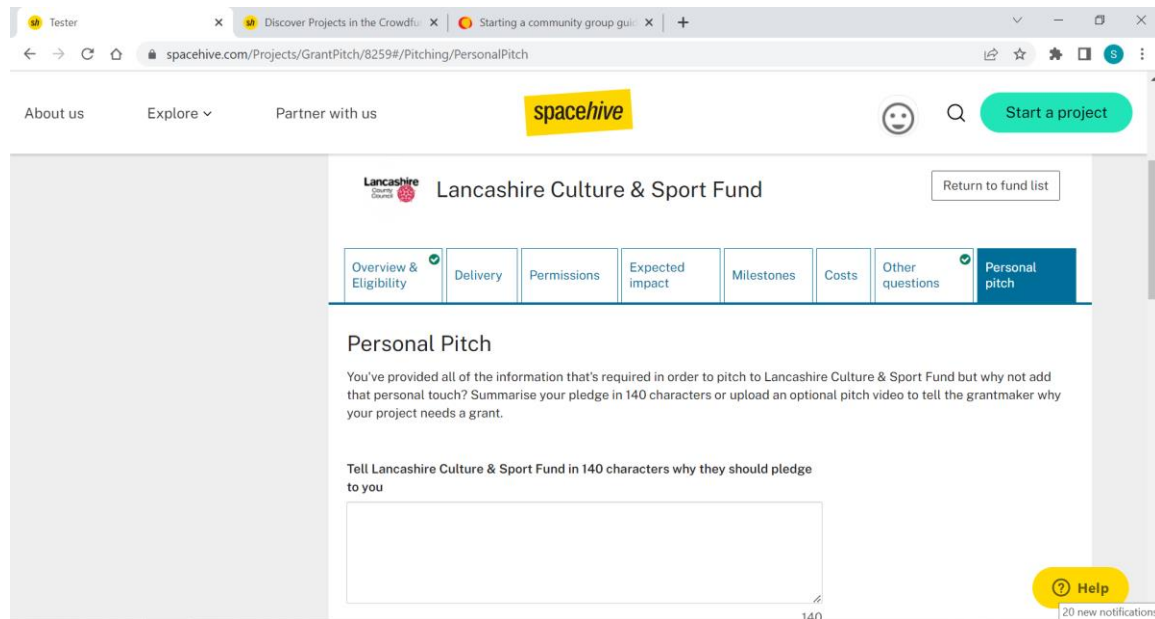 Tester
Discover Projects in the Crowdfu
Starting a community group guid
spacehive.com/Projects/GrantPitch/8259#/Pitching/PersonalPitch
S
About us
Explore
Partner with us
spacehive
Start a project
Lancashire
County
Council
Lancashire Culture & Sport Fund
Return to fund list
Overview &
Eligibility
Delivery
Permissions
Expected
impact
Milestones
Costs
Other
questions
Personal
pitch
Personal Pitch
You've provided all of the information that's required in order to pitch to Lancashire Culture & Sport Fund but why not add
that personal touch? Summarise your pledge in 140 characters or upload an optional pitch video to tell the grantmaker why
your project needs a grant.
Tell Lancashire Culture & Sport Fund in 140 characters why they should pledge
to you
140
Help
20 new notifications